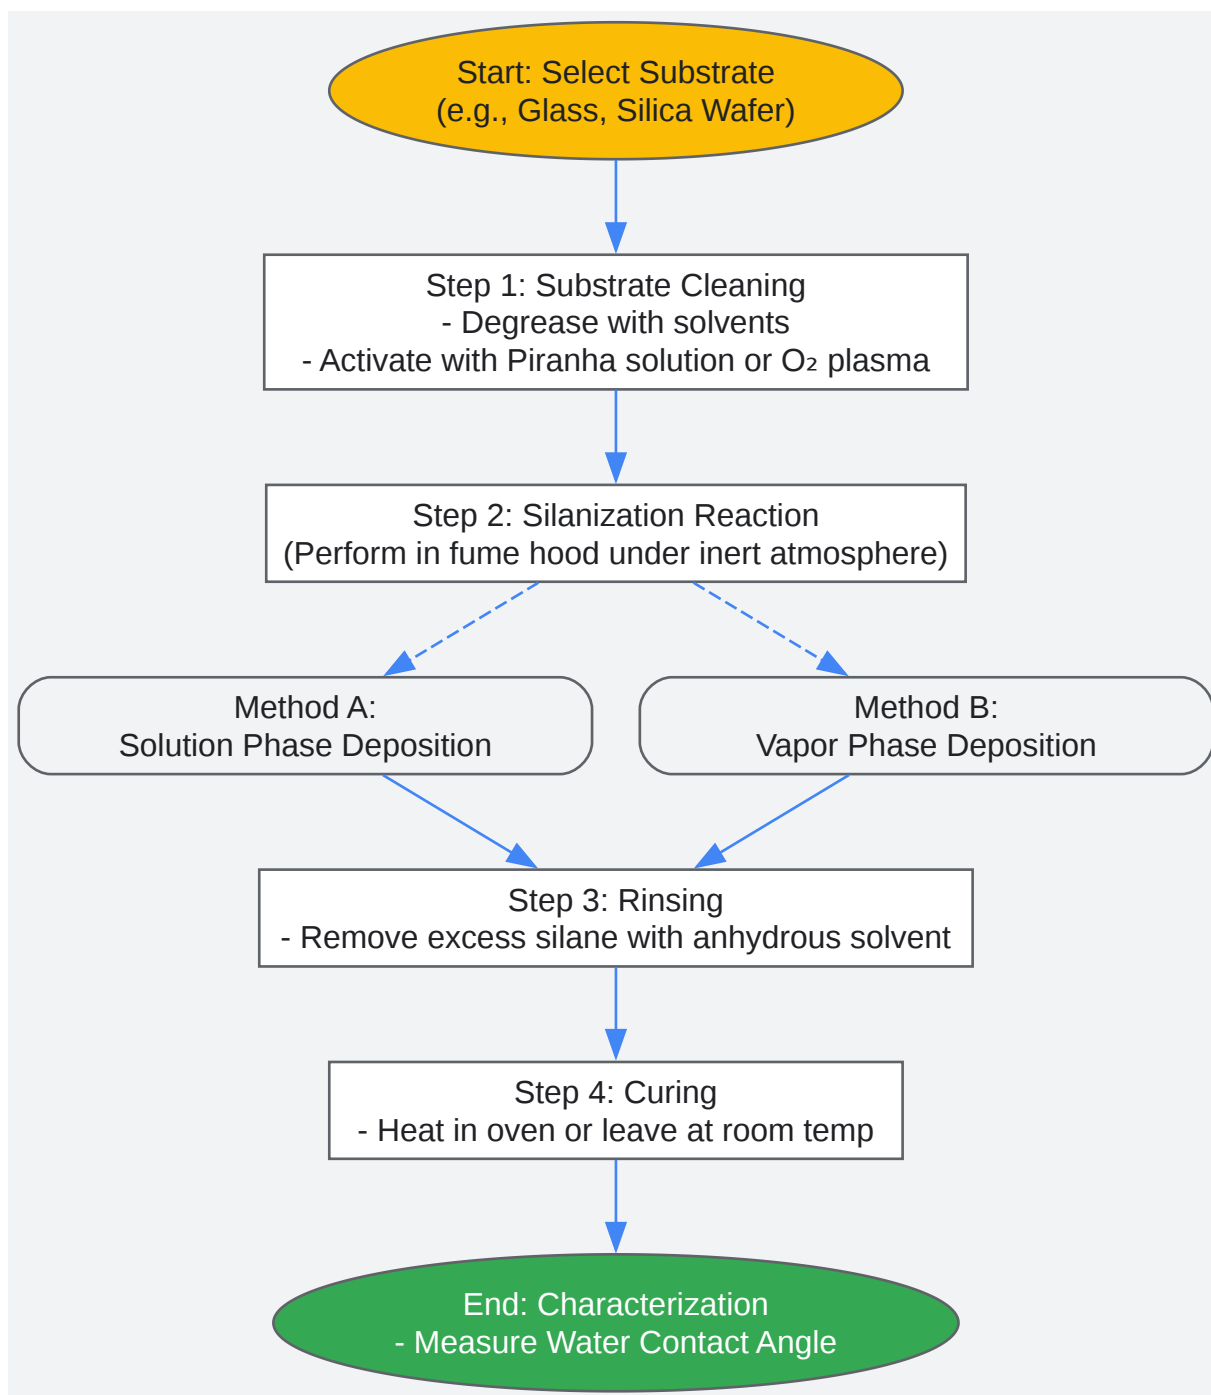 Start: Select Substrate
(e.g., Glass, Silica Wafer)
Step 1: Substrate Cleaning
- Degrease with solvents
- Activate with Piranha solution or O₂ plasma
Step 2: Silanization Reaction
(Perform in fume hood under inert atmosphere)
Method A:
Solution Phase Deposition
Method B:
Vapor Phase Deposition
Step 3: Rinsing
- Remove excess silane with anhydrous solvent
Step 4: Curing
- Heat in oven or leave at room temp
End: Characterization
- Measure Water Contact Angle